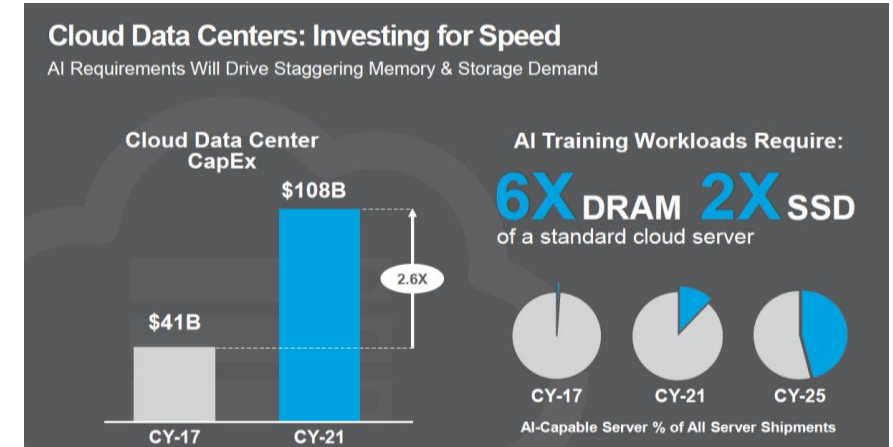 Cloud Data Centers: Investing for Speed
AI Requirements Will Drive Staggering Memory & Storage Demand
Cloud Data Center
CapEx
$108B
2.6X
$41B
CY-17
CY-21
AI Training Workloads Require:
6X DRAM 2X SSD
of a standard cloud server
CY-17
CY-21
CY-25
AI-Capable Server % of All Server Shipments